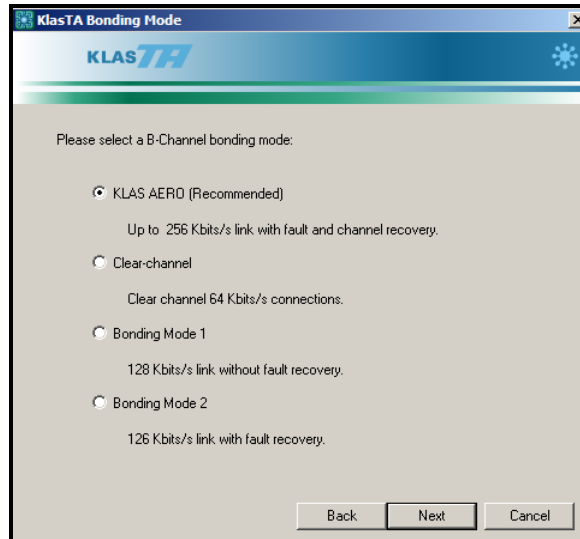 KlasTA Bonding Mode
KLAS TA
Please select a B-Channel bonding mode:
KLAS AERO (Recommended)
Up to 256 Kbits/s link with fault and channel recovery.
Clear-channel
Clear channel 64 Kbits/s connections.
Bonding Mode 1
128 Kbits/s link without fault recovery.
Bonding Mode 2
126 Kbits/s link with fault recovery.
Back Next Cancel